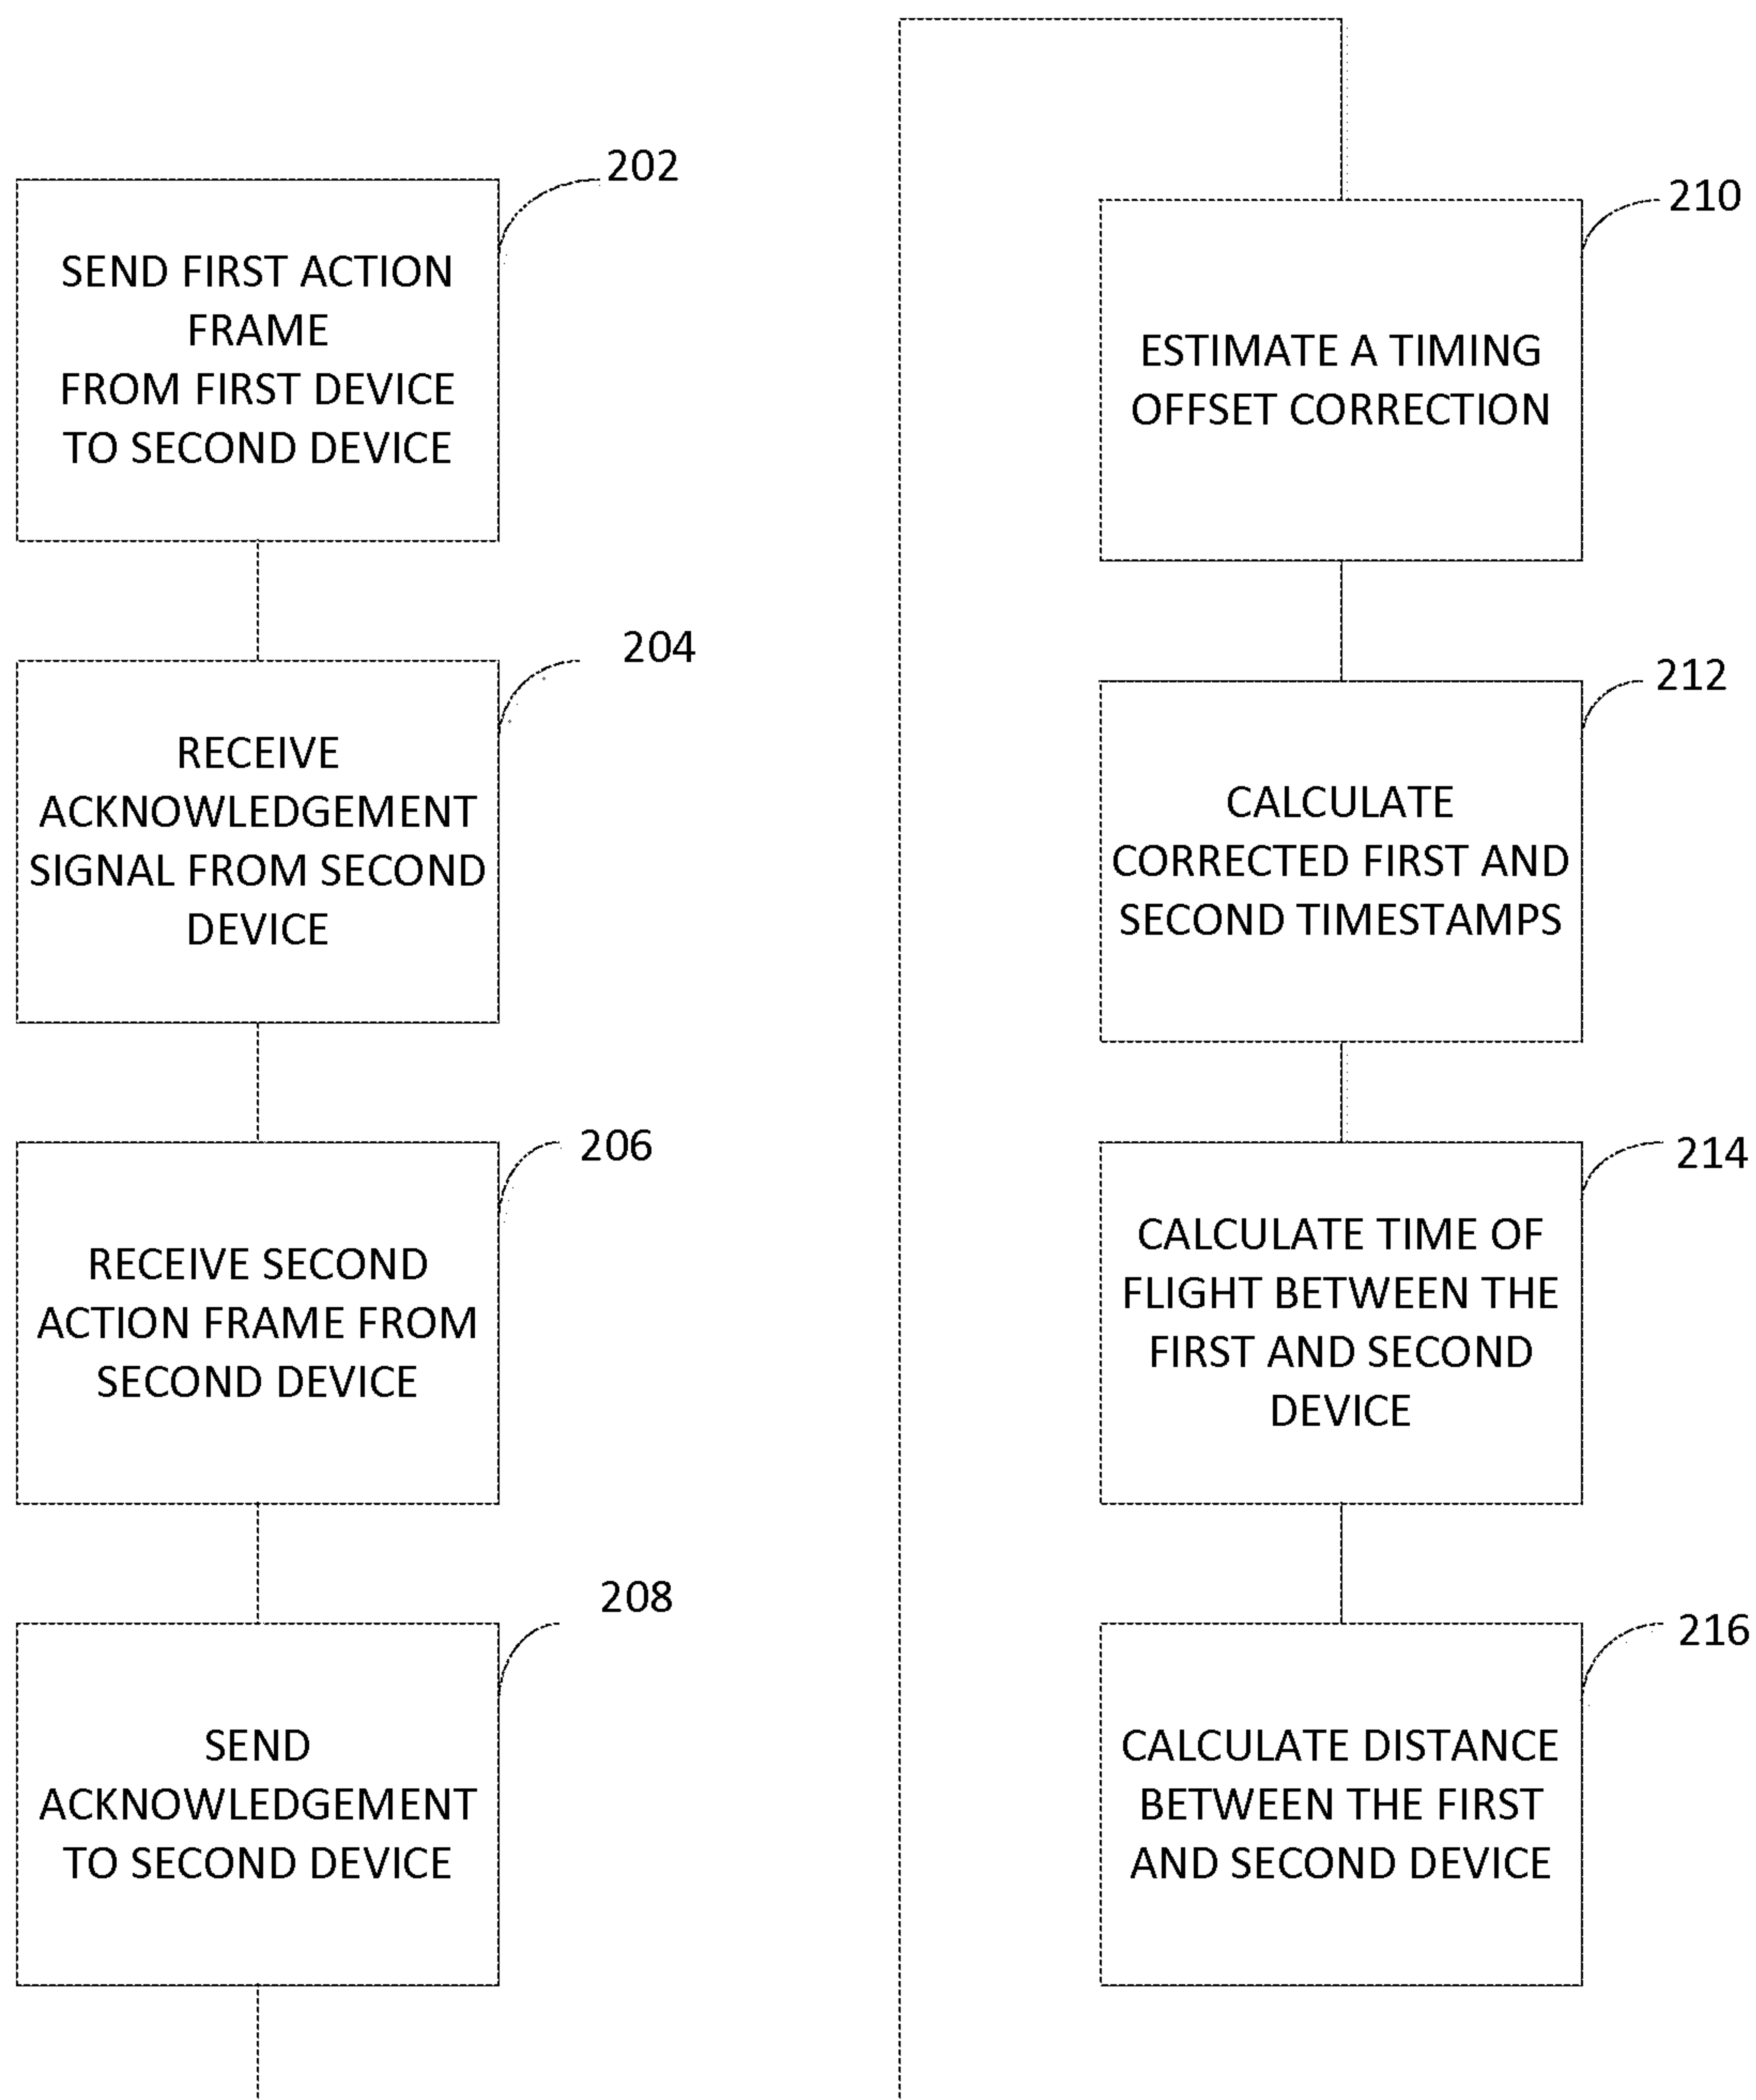 202
SEND FIRST ACTION
FRAME
FROM FIRST DEVICE
TO SECOND DEVICE
204
RECEIVE
ACKNOWLEDGEMENT
SIGNAL FROM SECOND
DEVICE
206
RECEIVE SECOND
ACTION FRAME FROM
SECOND DEVICE
208
SEND
ACKNOWLEDGEMENT
TO SECOND DEVICE
210
ESTIMATE A TIMING
OFFSET CORRECTION
212
CALCULATE
CORRECTED FIRST AND
SECOND TIMESTAMPS
214
CALCULATE TIME OF
FLIGHT BETWEEN THE
FIRST AND SECOND
DEVICE
216
CALCULATE DISTANCE
BETWEEN THE FIRST
AND SECOND DEVICE